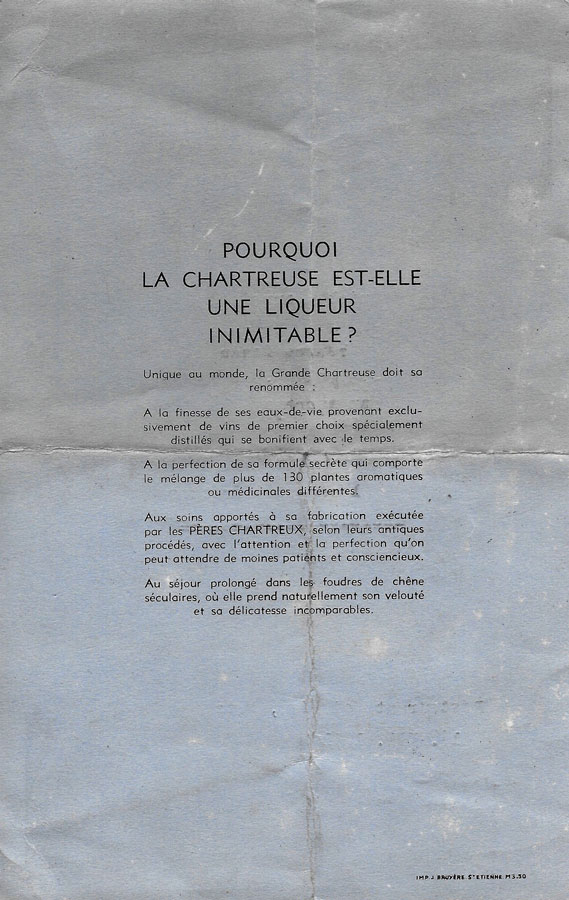 POURQUOI
LA CHARTREUSE EST-ELLE
UNE LIQUEUR
INIMITABLE ?
Unique au monde, la Grande Chartreuse doit sa
renommée :
A la finesse de ses eaux-de-vie provenant exclu-
sivement de vins de premier choix spécialement
distillés qui se bonifient avec le temps.
A la perfection de sa formule secrète qui comporte
le mélange de plus de 130 plantes aromatiques
ou médicinales différentes.
Aux soins apportés à sa fabrication exécutée
par les PÈRES CHARTREUX, selon leurs antiques
procédés, avec l'attention et la perfection qu'on
peut attendre de moines patients et consciencieux.
Au séjour prolongé dans les foudres de chêne
séculaires, où elle prend naturellement son velouté
et sa délicatesse incomparables.
IMP. J. BRUYÈRE ST ETIENNE M 3.50